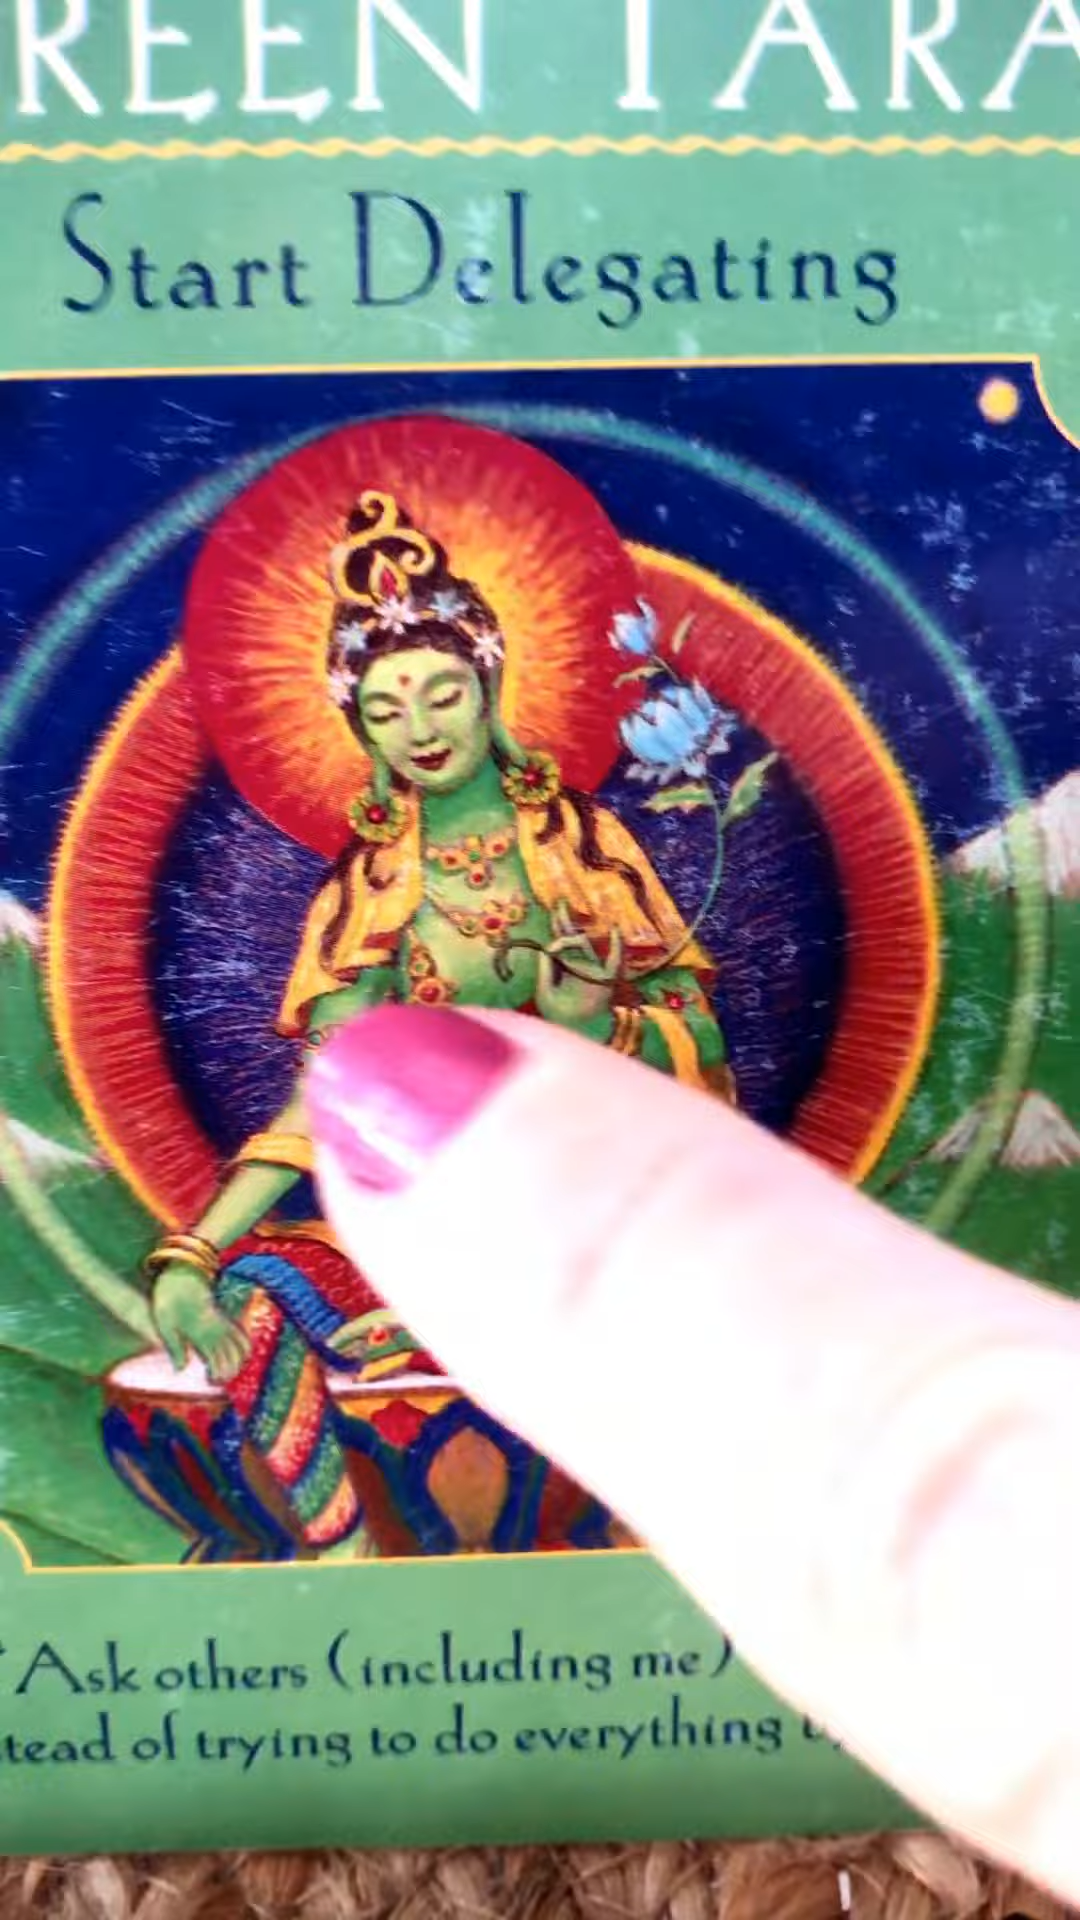 REEN TARA
Start Delegating
"Ask others (including me)
tead of trying to do everything